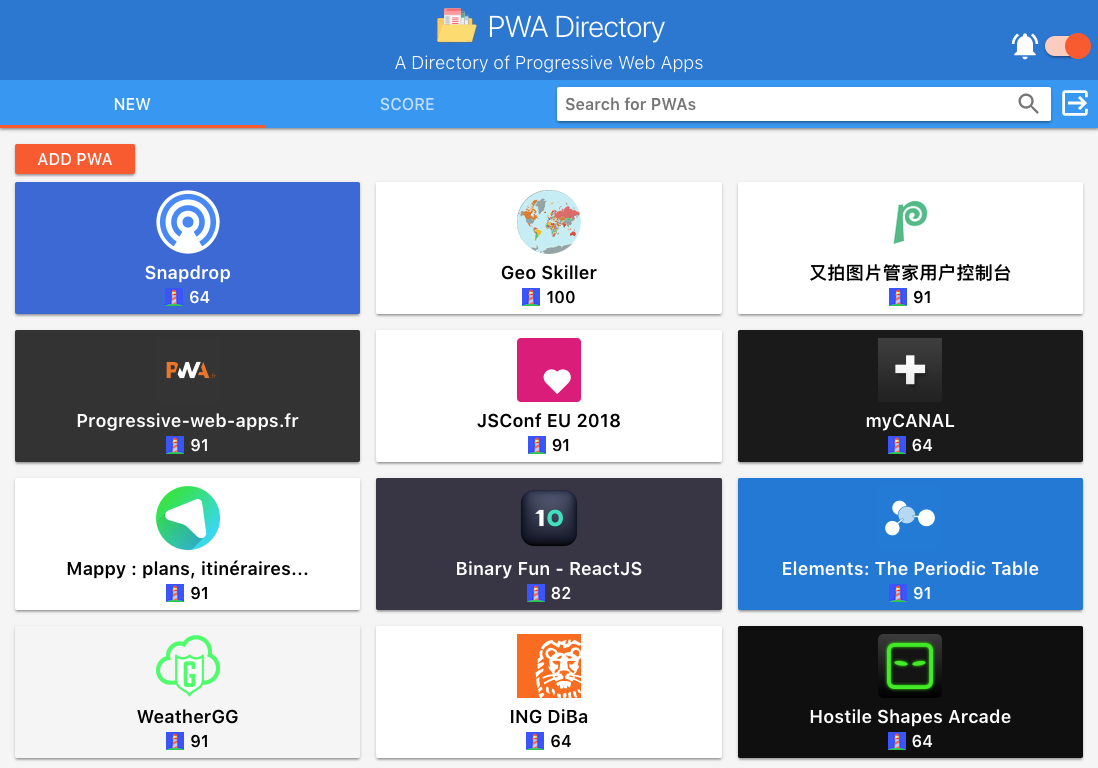 PWA Directory
A Directory of Progressive Web Apps
NEW
SCORE
Search for PWAs
ADD PWA
Snapdrop
64
Geo Skiller
100
又拍图片管家用户控制台
91
PWA.fr
Progressive-web-apps.fr
91
JSConf EU 2018
91
myCANAL
64
Mappy : plans, itinéraires...
91
10
Binary Fun - ReactJS
82
Elements: The Periodic Table
91
G
WeatherGG
91
ING DiBa
64
Hostile Shapes Arcade
64